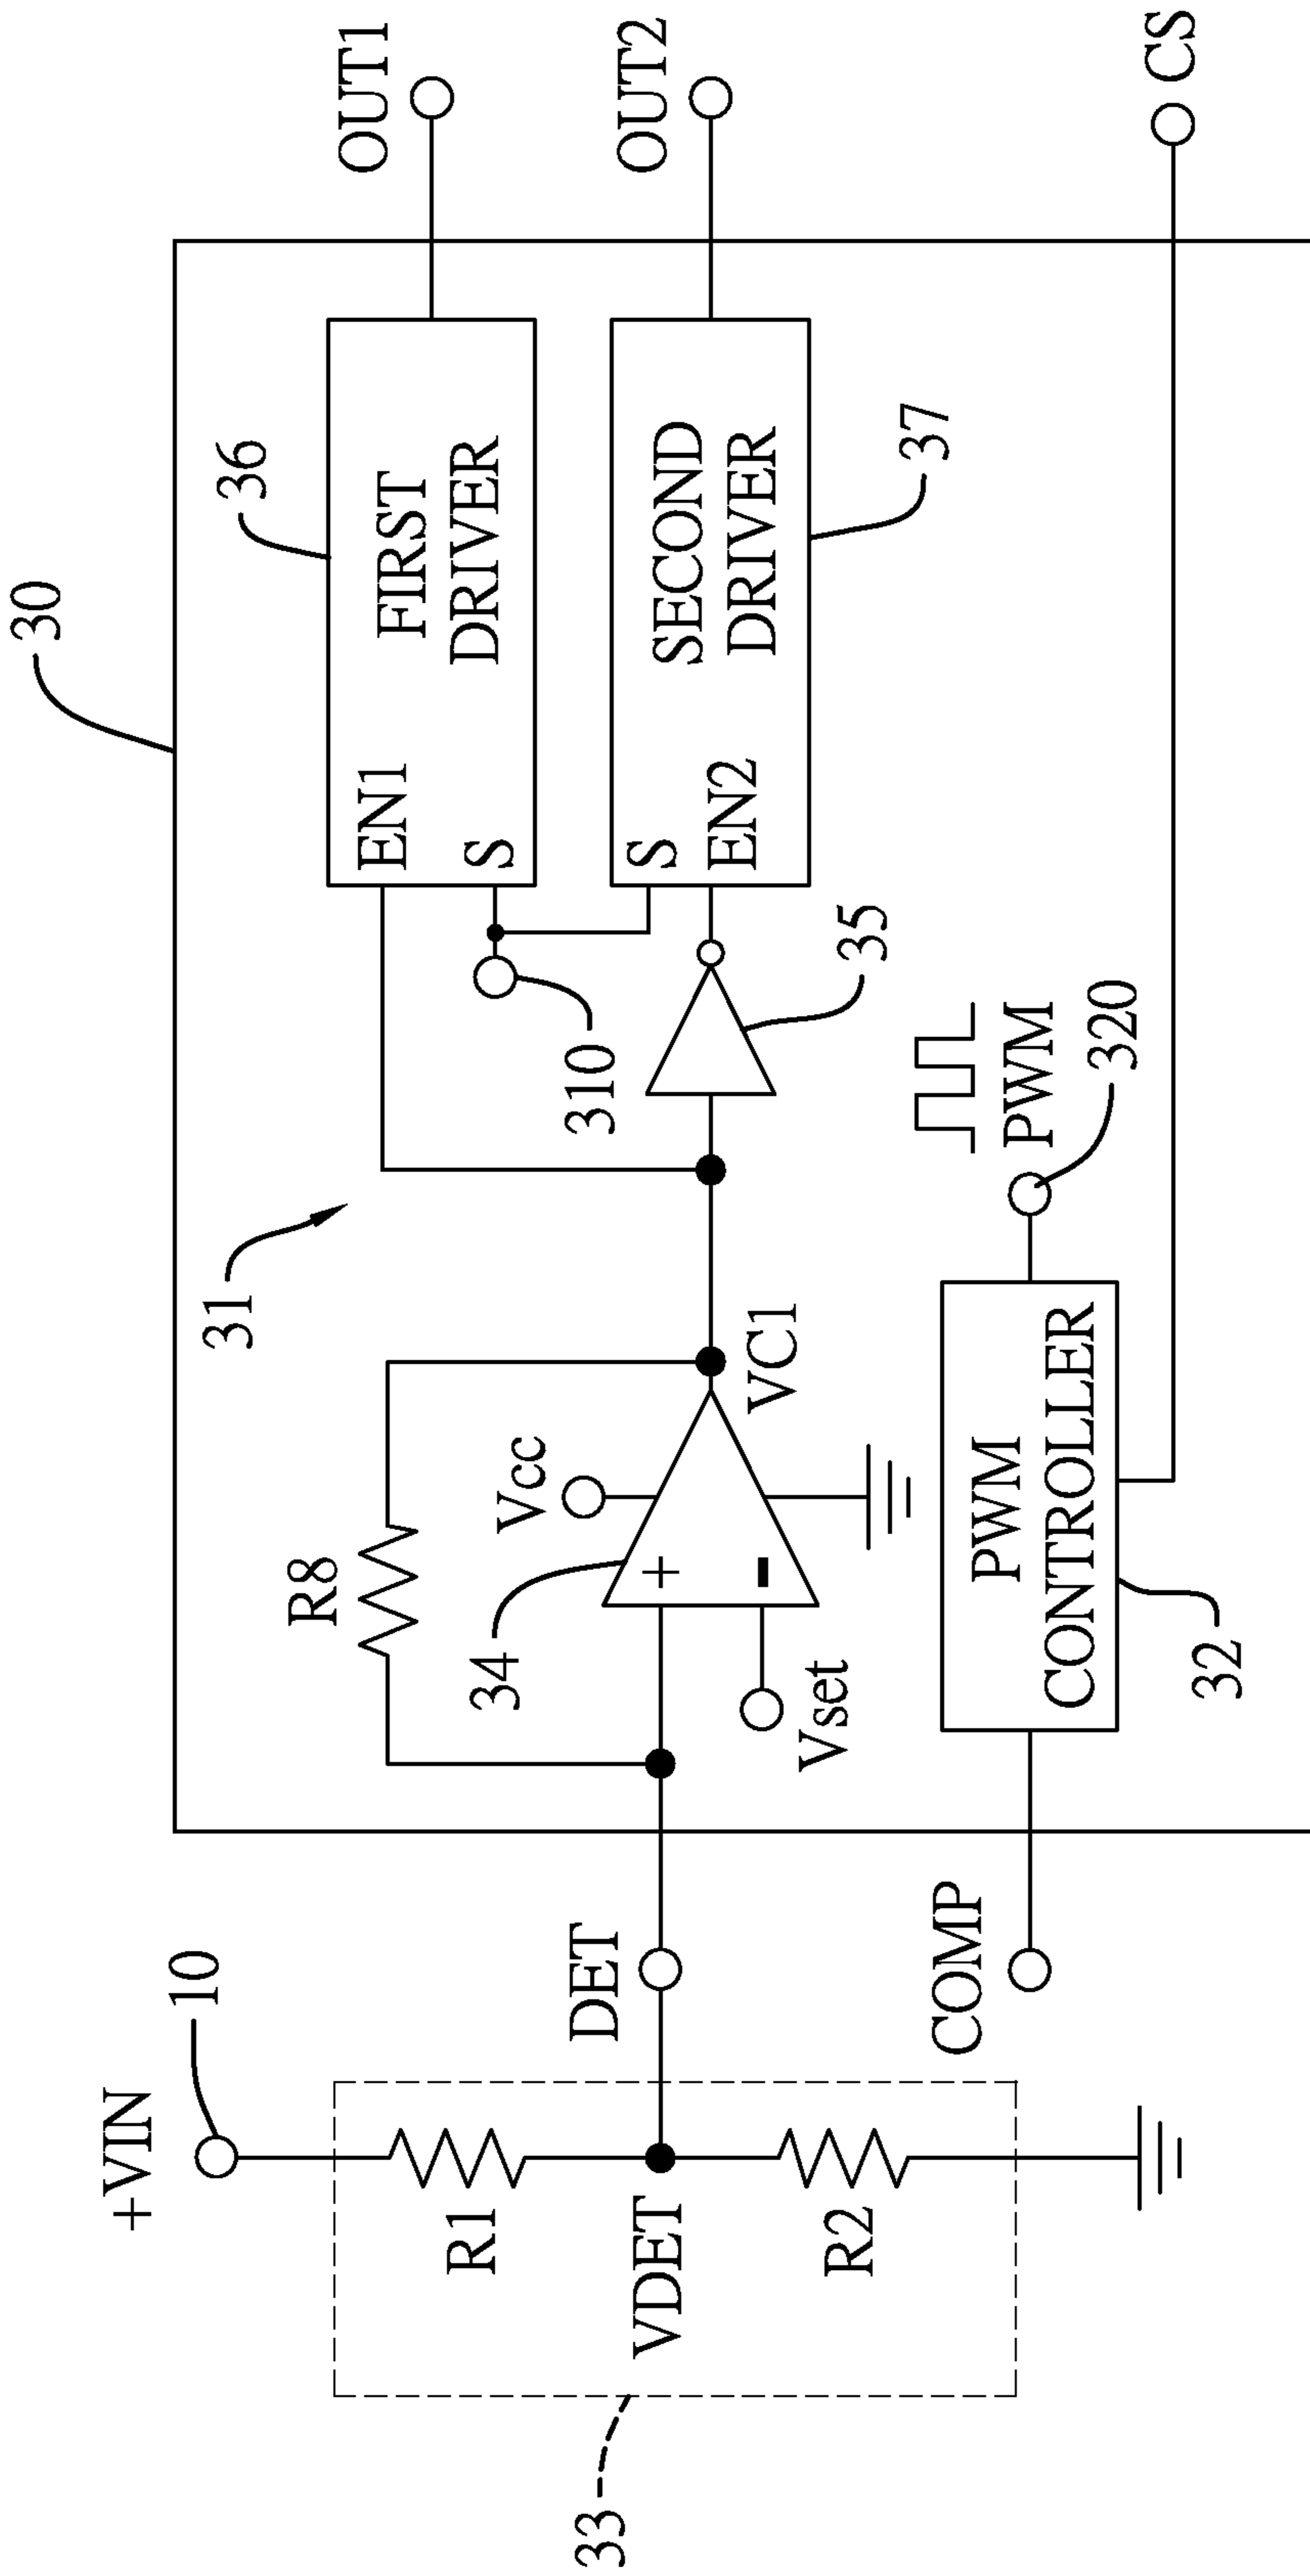 30
OUT1
36
FIRST
DRIVER
EN1
S
31
R8
10
+VIN
310
OUT2
SECOND
DRIVER
37
S
EN2
35
Vcc
34
+
-
VC1
Vset
DET
R1
VDET
R2
33
PWM
320
CS
PWM
CONTROLLER
32
COMP